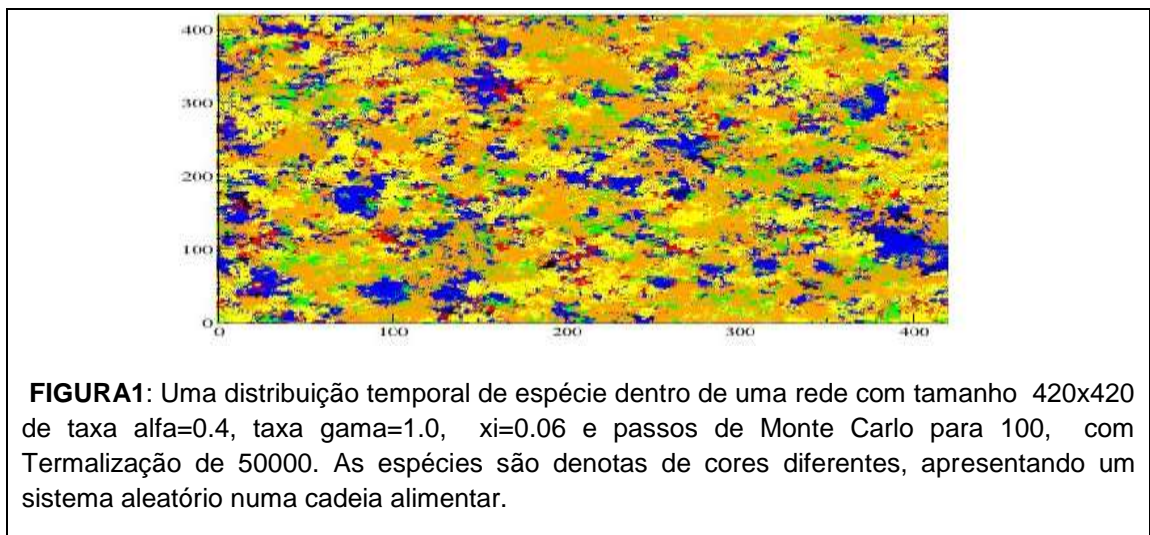 400
300
200
100
0
0 100 200 300 400
FIGURA1: Uma distribuição temporal de espécie dentro de uma rede com tamanho 420x420
de taxa alfa=0.4, taxa gama=1.0, xi=0.06 e passos de Monte Carlo para 100, com
Termalização de 50000. As espécies são denotas de cores diferentes, apresentando um
sistema aleatório numa cadeia alimentar.